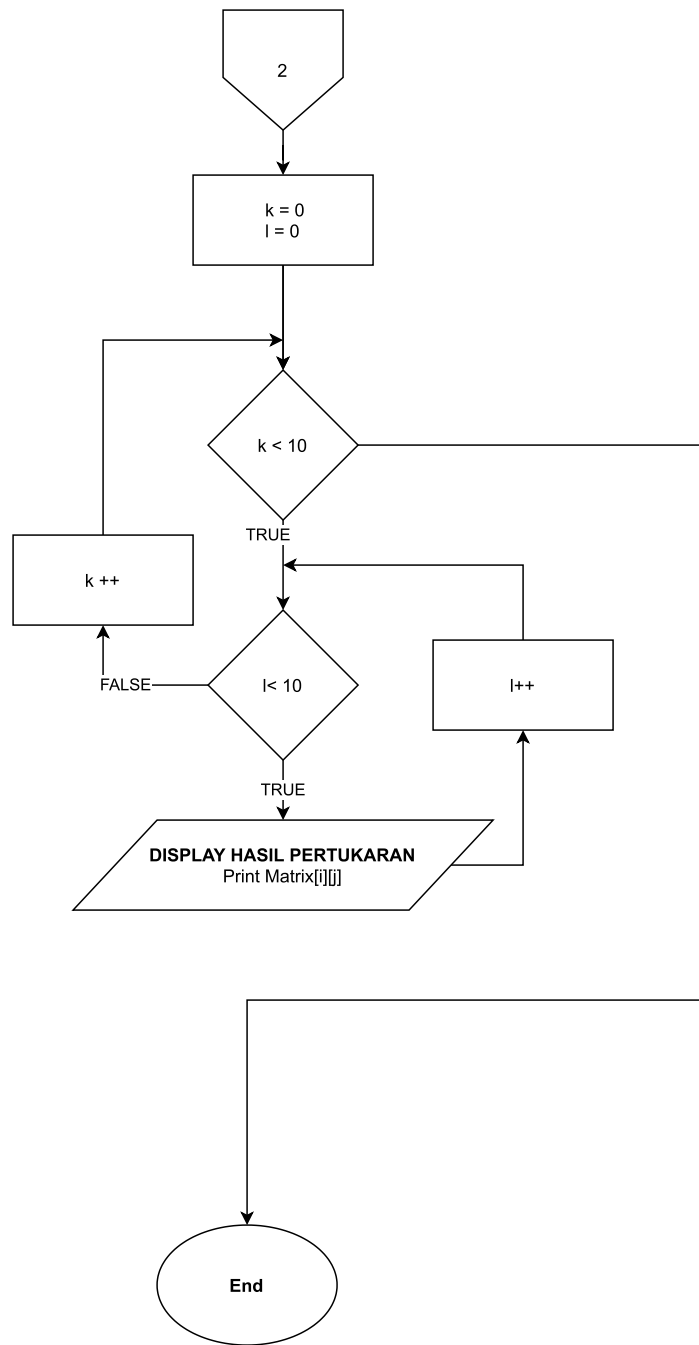 2
k = 0
l = 0
k < 10
TRUE
k ++
l< 10
FALSE
l++
TRUE
DISPLAY HASIL PERTUKARAN
Print Matrix[i][j]
End